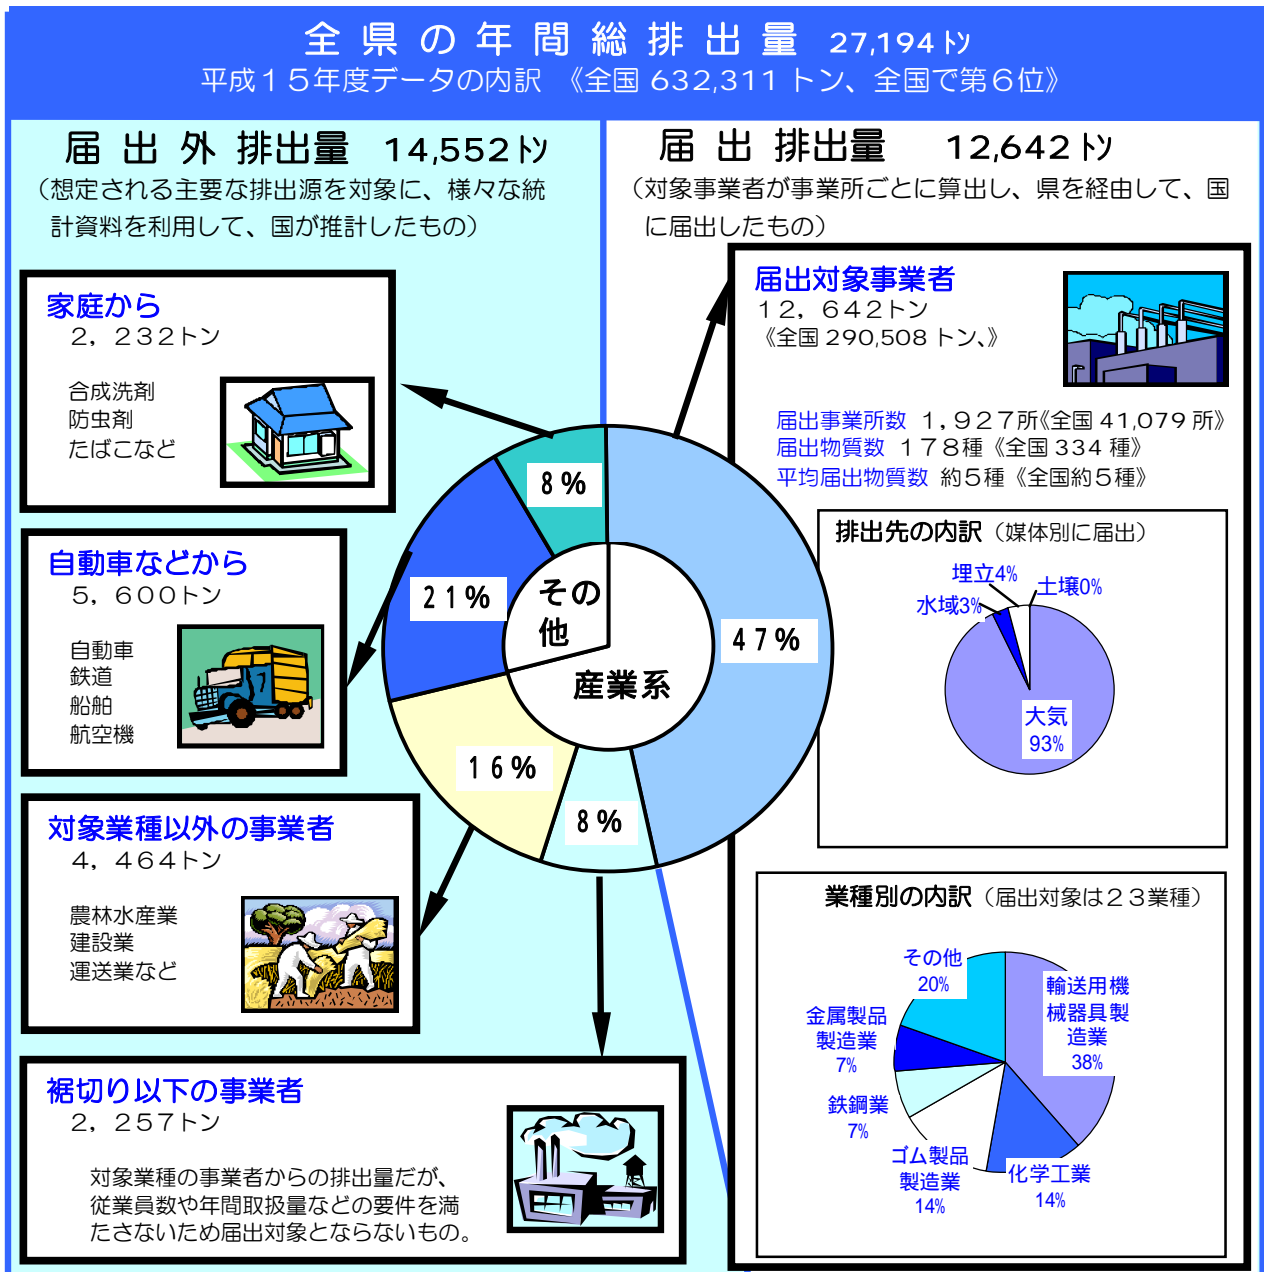 全県の年間総排出量 27,194㌧
平成１５年度データの内訳 《全国 632,311 トン、全国で第６位》
届出外排出量 14,552㌧
（想定される主要な排出源を対象に、様々な統
計資料を利用して、国が推計したもの）
届出排出量 12,642㌧
（対象事業者が事業所ごとに算出し、県を経由して、国
に届出したもの）
家庭から
２，２３２トン
合成洗剤
防虫剤
たばこなど
自動車などから
５，６００トン
自動車
鉄道
船舶
航空機
対象業種以外の事業者
４，４６４トン
農林水産業
建設業
運送業など
裾切り以下の事業者
２，２５７トン
対象業種の事業者からの排出量だが、
従業員数や年間取扱量などの要件を満
たさないため届出対象とならないもの。
8%
21%
その
他
47%
産業系
16%
8%
届出対象事業者
１２，６４２トン
《全国 290,508 トン、》
届出事業所数 １,９２７所《全国 41,079 所》
届出物質数 １７８種《全国 334 種》
平均届出物質数 約５種《全国約５種》
排出先の内訳（媒体別に届出）
埋立4%
土壌0%
水域3%
大気
93%
業種別の内訳（届出対象は２３業種）
その他
20%
輸送用機
械器具製
造業
38%
金属製品
製造業
7%
鉄鋼業
7%
ゴム製品
製造業
14%
化学工業
14%